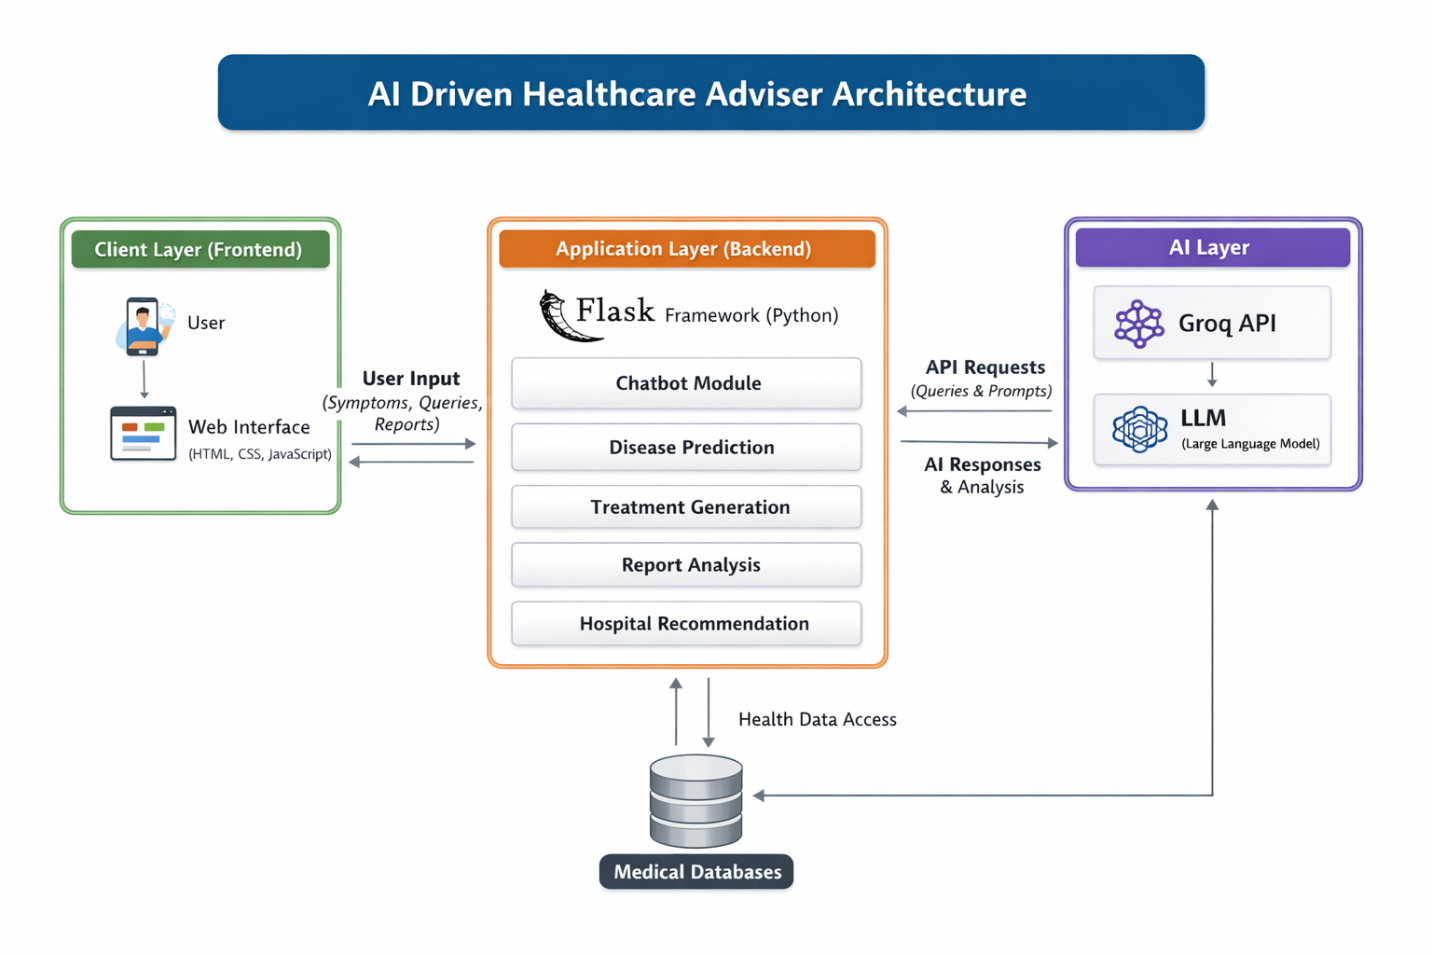 AI Driven Healthcare Adviser Architecture
Client Layer (Frontend)
User
Web Interface
(HTML, CSS, JavaScript)
User Input
(Symptoms, Queries,
Reports)
Application Layer (Backend)
Flask Framework (Python)
Chatbot Module
Disease Prediction
Treatment Generation
Report Analysis
Hospital Recommendation
API Requests
(Queries & Prompts)
AI Responses
& Analysis
AI Layer
Groq API
LLM
(Large Language Model)
Health Data Access
Medical Databases